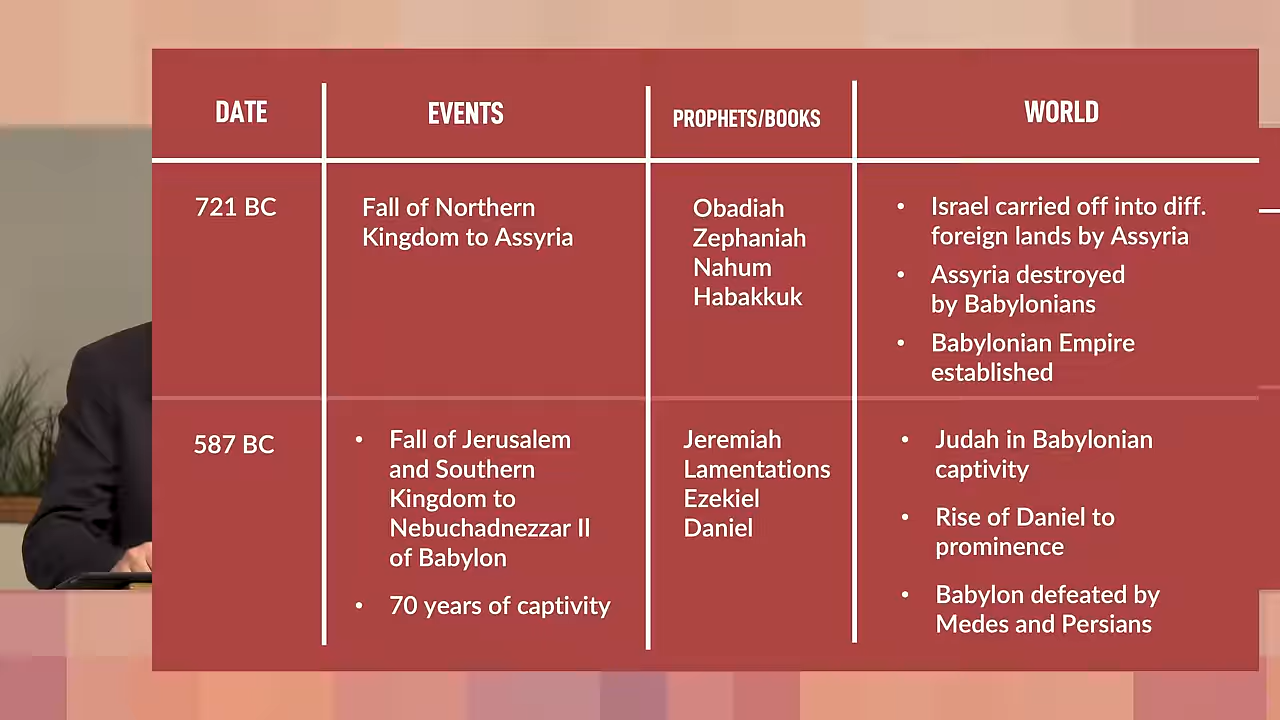 DATE EVENTS PROPHETS/BOOKS WORLD
721 BC
Fall of Northern
Kingdom to Assyria
Obadiah
Zephaniah
Nahum
Habakkuk
• Israel carried off into diff.
foreign lands by Assyria
• Assyria destroyed
by Babylonians
• Babylonian Empire
established
587 BC
• Fall of Jerusalem
and Southern
Kingdom to
Nebuchadnezzar II
of Babylon
• 70 years of captivity
Jeremiah
Lamentations
Ezekiel
Daniel
• Judah in Babylonian
captivity
• Rise of Daniel to
prominence
• Babylon defeated by
Medes and Persians